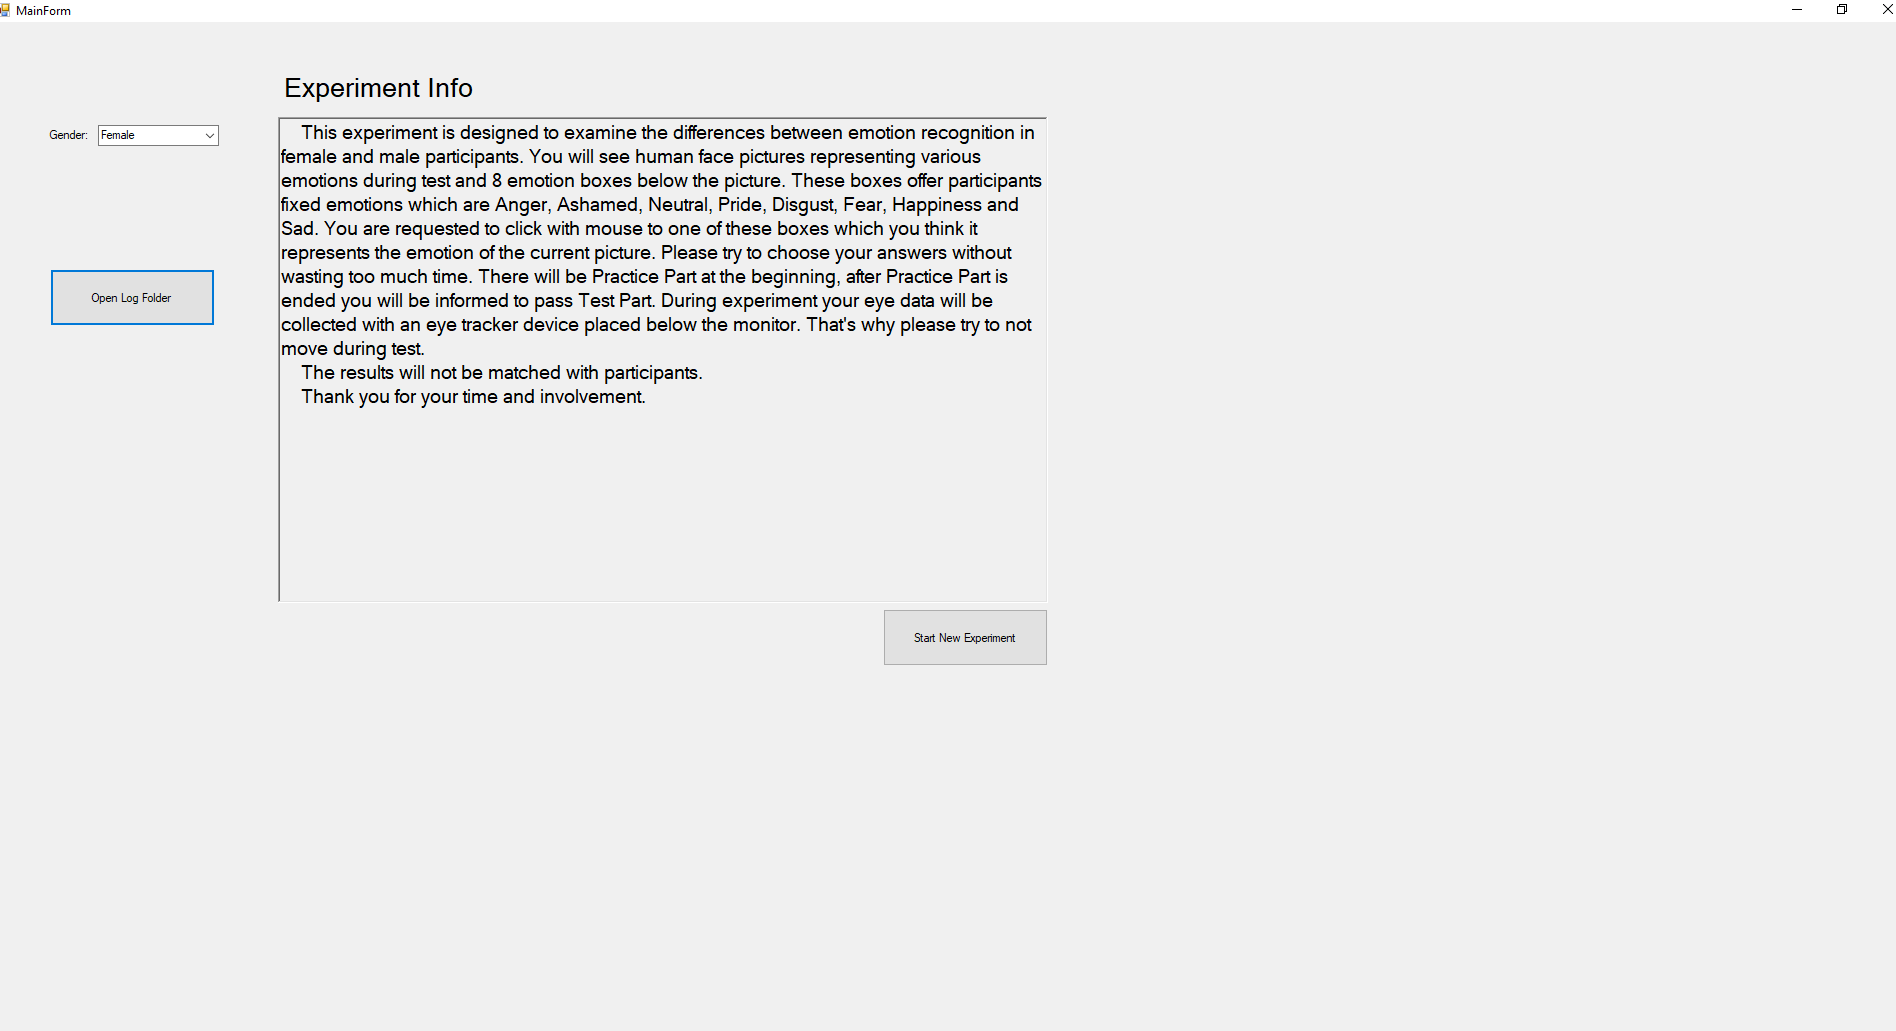 MainForm
Experiment Info
Gender: Female
This experiment is designed to examine the differences between emotion recognition in
female and male participants. You will see human face pictures representing various
emotions during test and 8 emotion boxes below the picture. These boxes offer participants
fixed emotions which are Anger, Ashamed, Neutral, Pride, Disgust, Fear, Happiness and
Sad. You are requested to click with mouse to one of these boxes which you think it
represents the emotion of the current picture. Please try to choose your answers without
wasting too much time. There will be Practice Part at the beginning, after Practice Part is
ended you will be informed to pass Test Part. During experiment your eye data will be
collected with an eye tracker device placed below the monitor. That's why please try to not
move during test.
The results will not be matched with participants.
Thank you for your time and involvement.
Open Log Folder
Start New Experiment